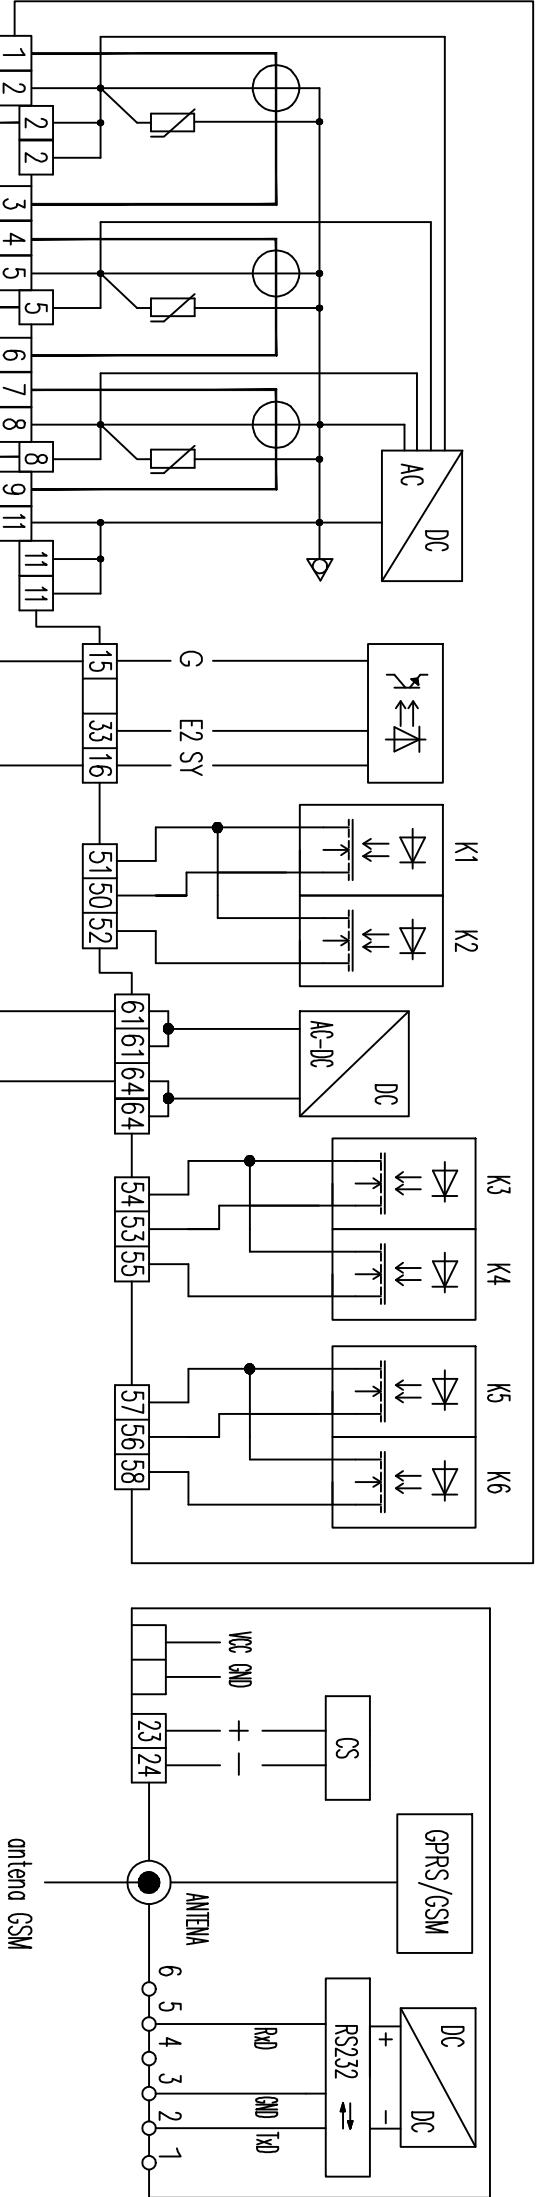 1
2
2
2
3
4
5
5
6
7
8
8
9
11
11
11
AC
DC
15
33
16
G
E2
SY
51
50
52
K1
K2
61
61
64
64
AC-DC
DC
54
53
55
K3
K4
57
56
58
K5
K6
VCC
GND
23
24
+
−
CS
GPRS/GSM
ANTENA
antena GSM
6
5
4
3
2
1
RxD
GND
TxD
RS232
+
−
DC
DC